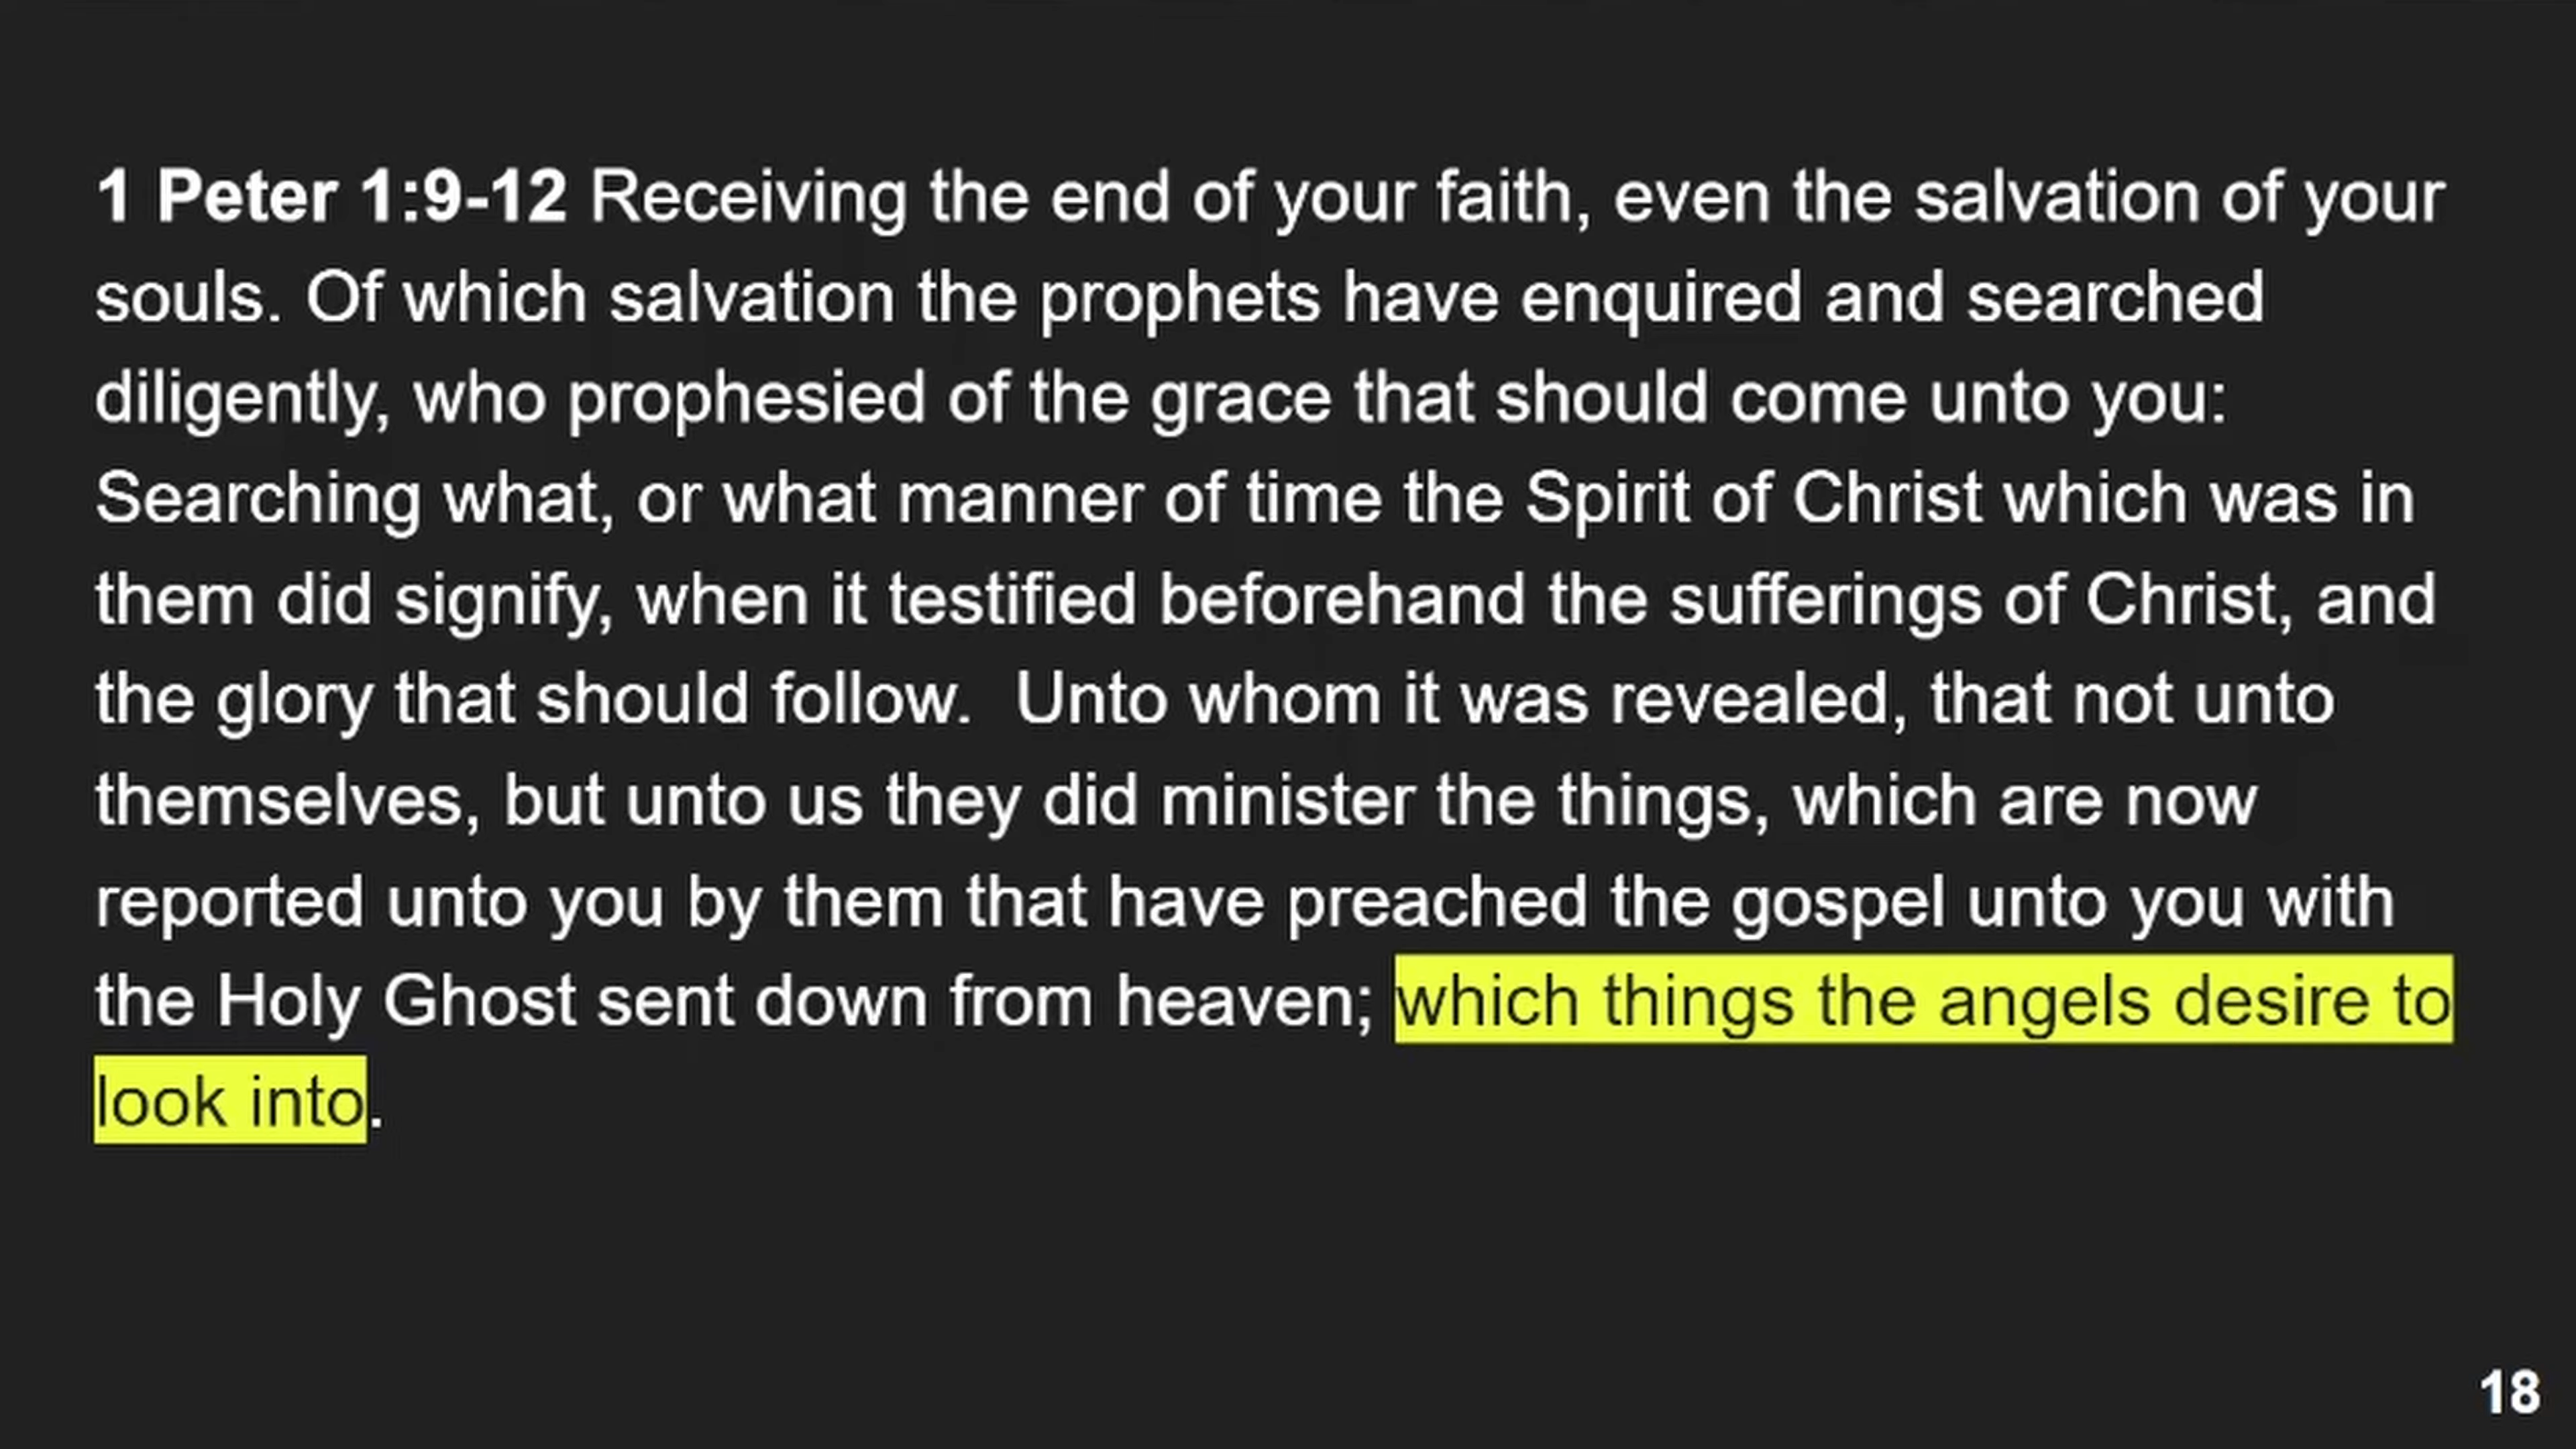 1 Peter 1:9-12 Receiving the end of your faith, even the salvation of your
souls. Of which salvation the prophets have enquired and searched
diligently, who prophesied of the grace that should come unto you:
Searching what, or what manner of time the Spirit of Christ which was in
them did signify, when it testified beforehand the sufferings of Christ, and
the glory that should follow.  Unto whom it was revealed, that not unto
themselves, but unto us they did minister the things, which are now
reported unto you by them that have preached the gospel unto you with
the Holy Ghost sent down from heaven; which things the angels desire to
look into.
18